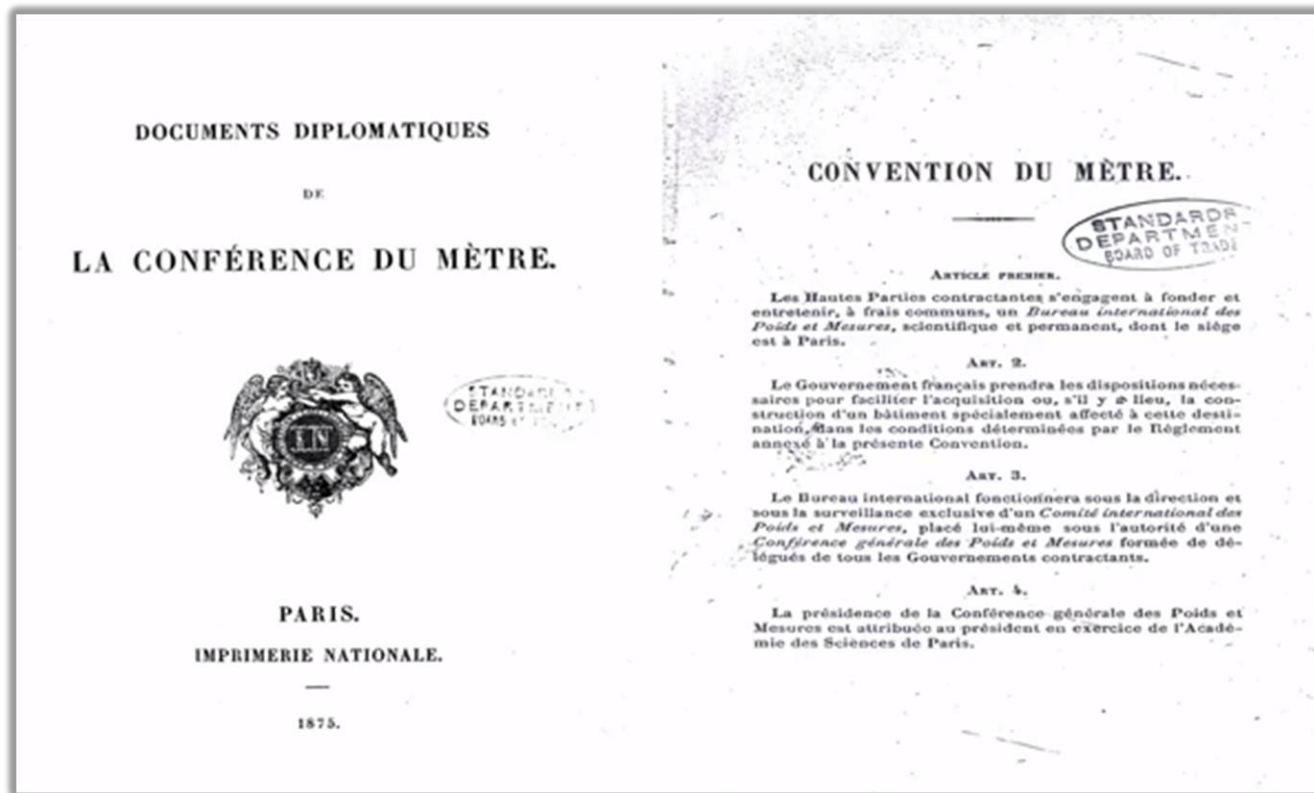 DOCUMENTS DIPLOMATIQUES
DE
LA CONFÉRENCE DU MÈTRE.
STANDARDS
DEPARTMENT
PARIS.
IMPRIMERIE NATIONALE.
1875.
CONVENTION DU MÈTRE.
STANDARDS
DEPARTMEN
BOARD OF TRADE
ARTICLE PREMIER.
Les Hautes Parties contractantes s'engagent à fonder et
entretenir, à frais communs, un Bureau international des
Poids et Mesures, scientifique et permanent, dont le siège
est à Paris.
ART. 2.
Le Gouvernement français prendra les dispositions néces-
saires pour faciliter l'acquisition ou, s'il y a lieu, la con-
struction d'un bâtiment spécialement affecté à cette desti-
nation, dans les conditions déterminées par le Règlement
annexé à la présente Convention.
ART. 3.
Le Bureau international fonctionnera sous la direction et
sous la surveillance exclusive d'un Comité international des
Poids et Mesures, placé lui-même sous l'autorité d'une
Conférence générale des Poids et Mesures formée de dé-
légués de tous les Gouvernements contractants.
ART. 4.
La présidence de la Conférence générale des Poids et
Mesures est attribuée au président en exercice de l'Acadé-
mie des Sciences de Paris.